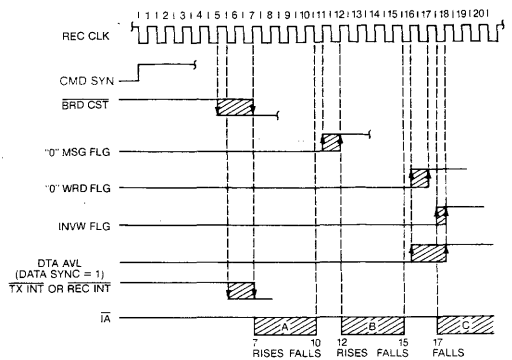 1 2 3 4 5 6 7 8 9 10 11 12 13 14 15 16 17 18 19 20
REC CLK
CMD SYN
BRD CST
"0" MSG FLG
"0" WRD FLG
INVW FLG
DTA AVL
(DATA SYNC = 1)
TX INT OR REC INT
IA A B C
7 10 12 15 17
RISES FALLS RISES FALLS